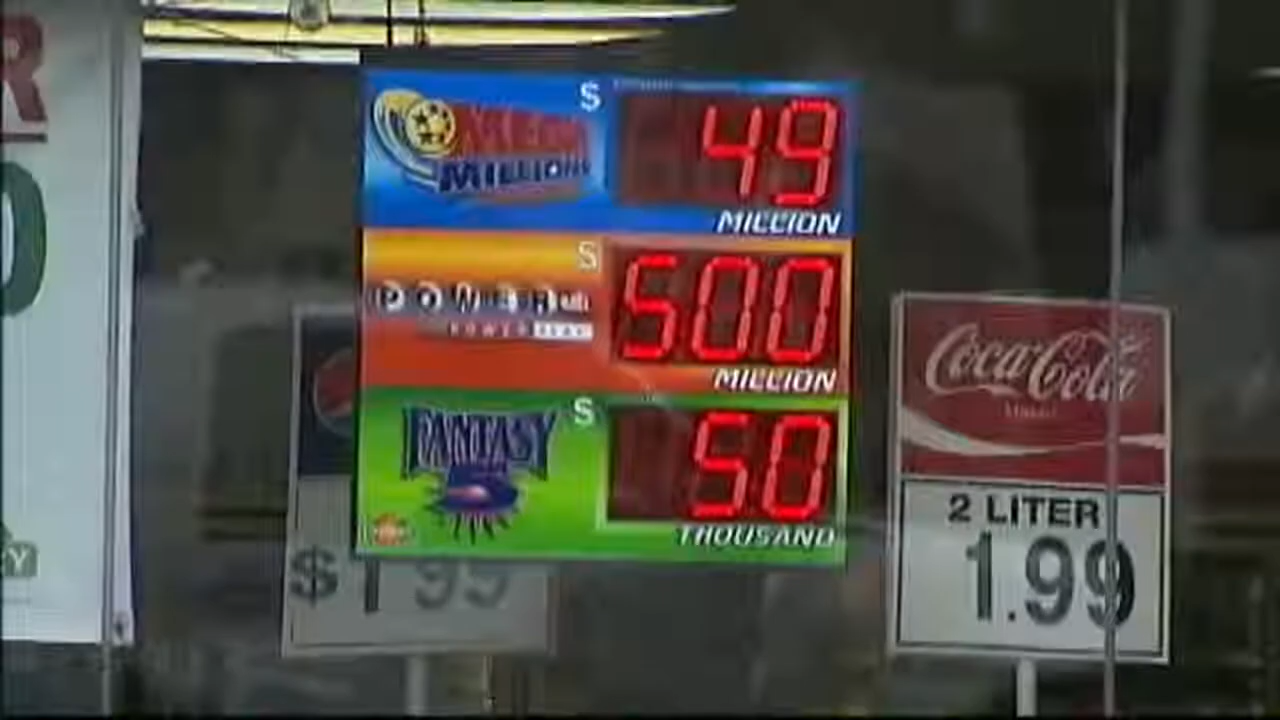 R
0
Y
$ 49
MEGA
MILLIONS
MILLION
$ 500
POWERBALL
POWER PLAY
MILLION
$ 50
FANTASY
5
THOUSAND
$1 99
Coca-Cola
2 LITER
1.99